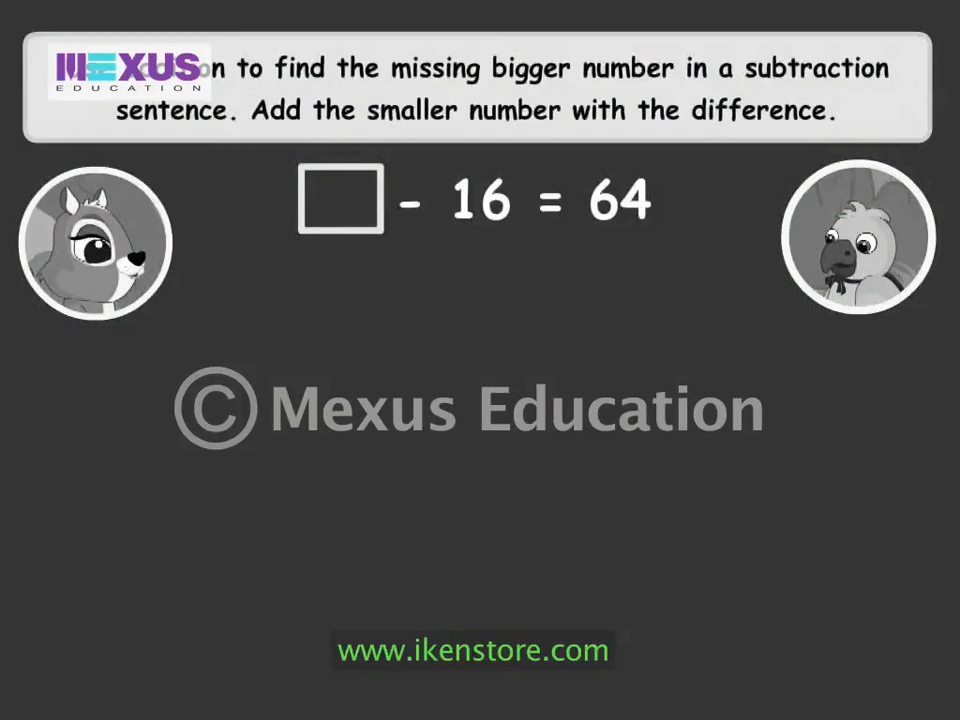 MEXUS
EDUCATION
to find the missing bigger number in a subtraction
sentence. Add the smaller number with the difference.
- 16 = 64
© Mexus Education
www.ikenstore.com